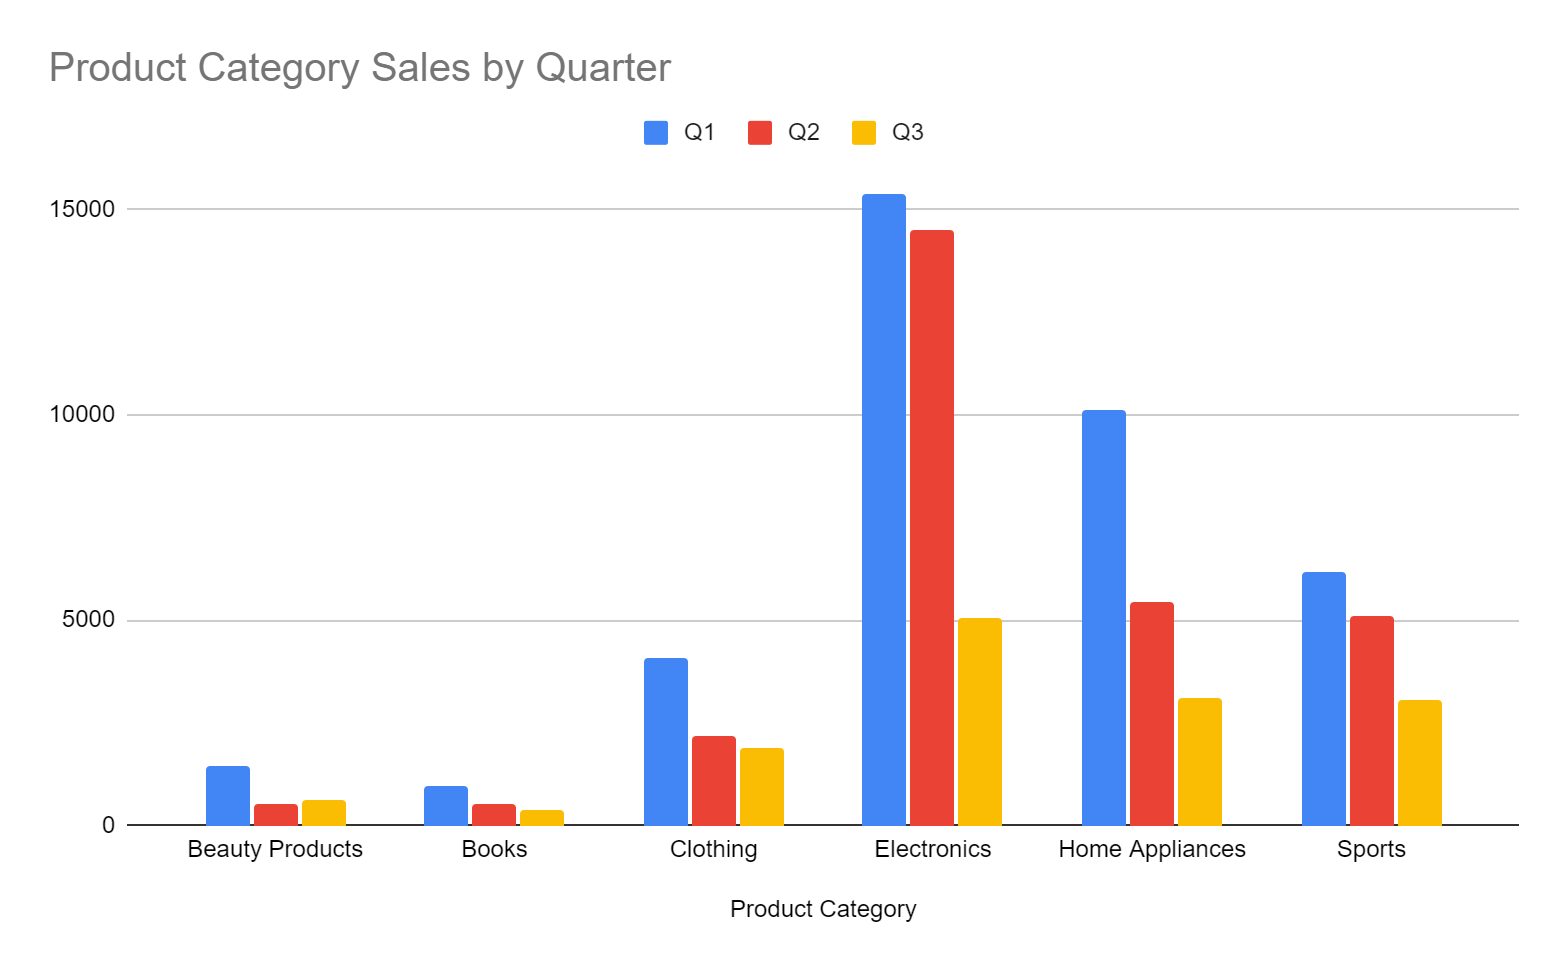 Product Category Sales by Quarter
Q1 Q2 Q3
15000
10000
5000
0
Beauty Products Books Clothing Electronics Home Appliances Sports
Product Category